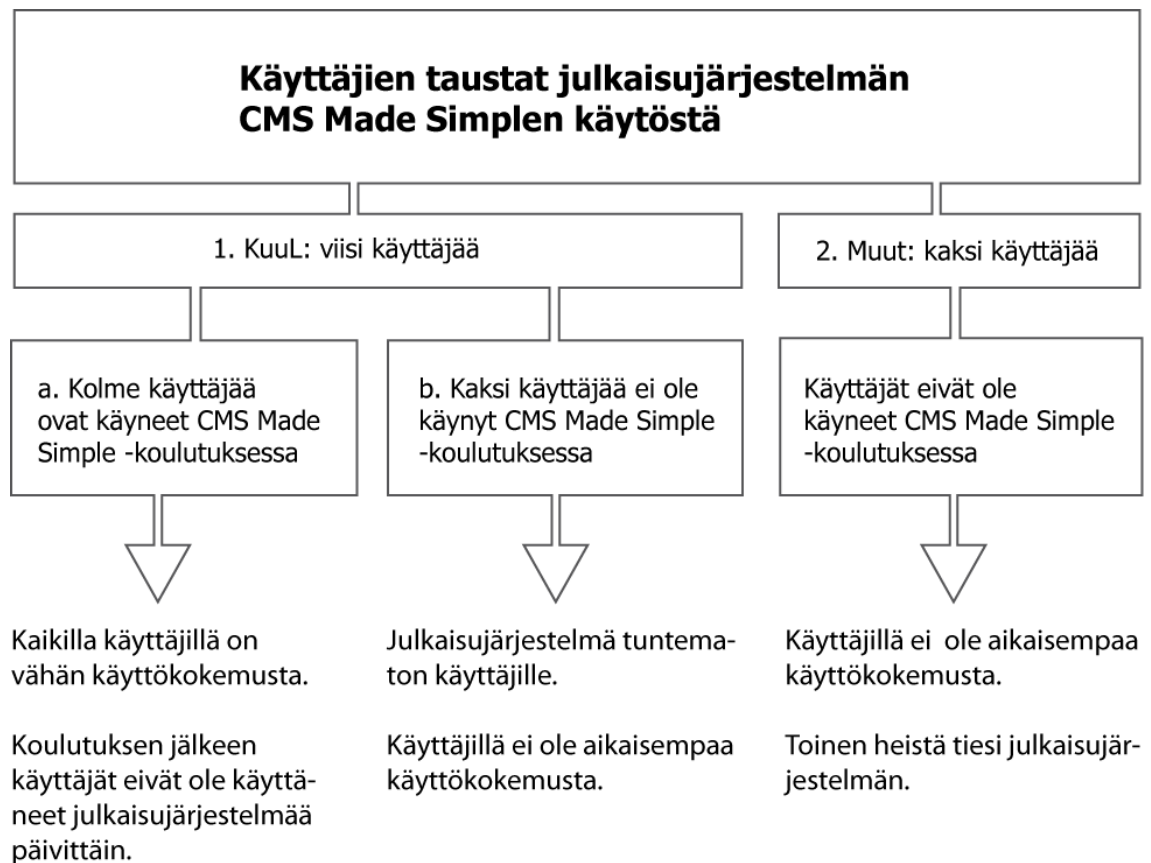 Käyttäjien taustat julkaisujärjestelmän
CMS Made Simplen käytöstä
1. KuuL: viisi käyttäjää
2. Muut: kaksi käyttäjää
a. Kolme käyttäjää
ovat käyneet CMS Made
Simple -koulutuksessa
b. Kaksi käyttäjää ei ole
käynyt CMS Made Simple
-koulutuksessa
Käyttäjät eivät ole
käyneet CMS Made Simple
-koulutuksessa
Kaikilla käyttäjillä on
vähän käyttökokemusta.
Koulutuksen jälkeen
käyttäjät eivät ole käyttä-
neet julkaisujärjestelmää
päivittäin.
Julkaisujärjestelmä tuntema-
ton käyttäjille.
Käyttäjillä ei ole aikaisempaa
käyttökokemusta.
Käyttäjillä ei  ole aikaisempaa
käyttökokemusta.
Toinen heistä tiesi julkaisujär-
jestelmän.